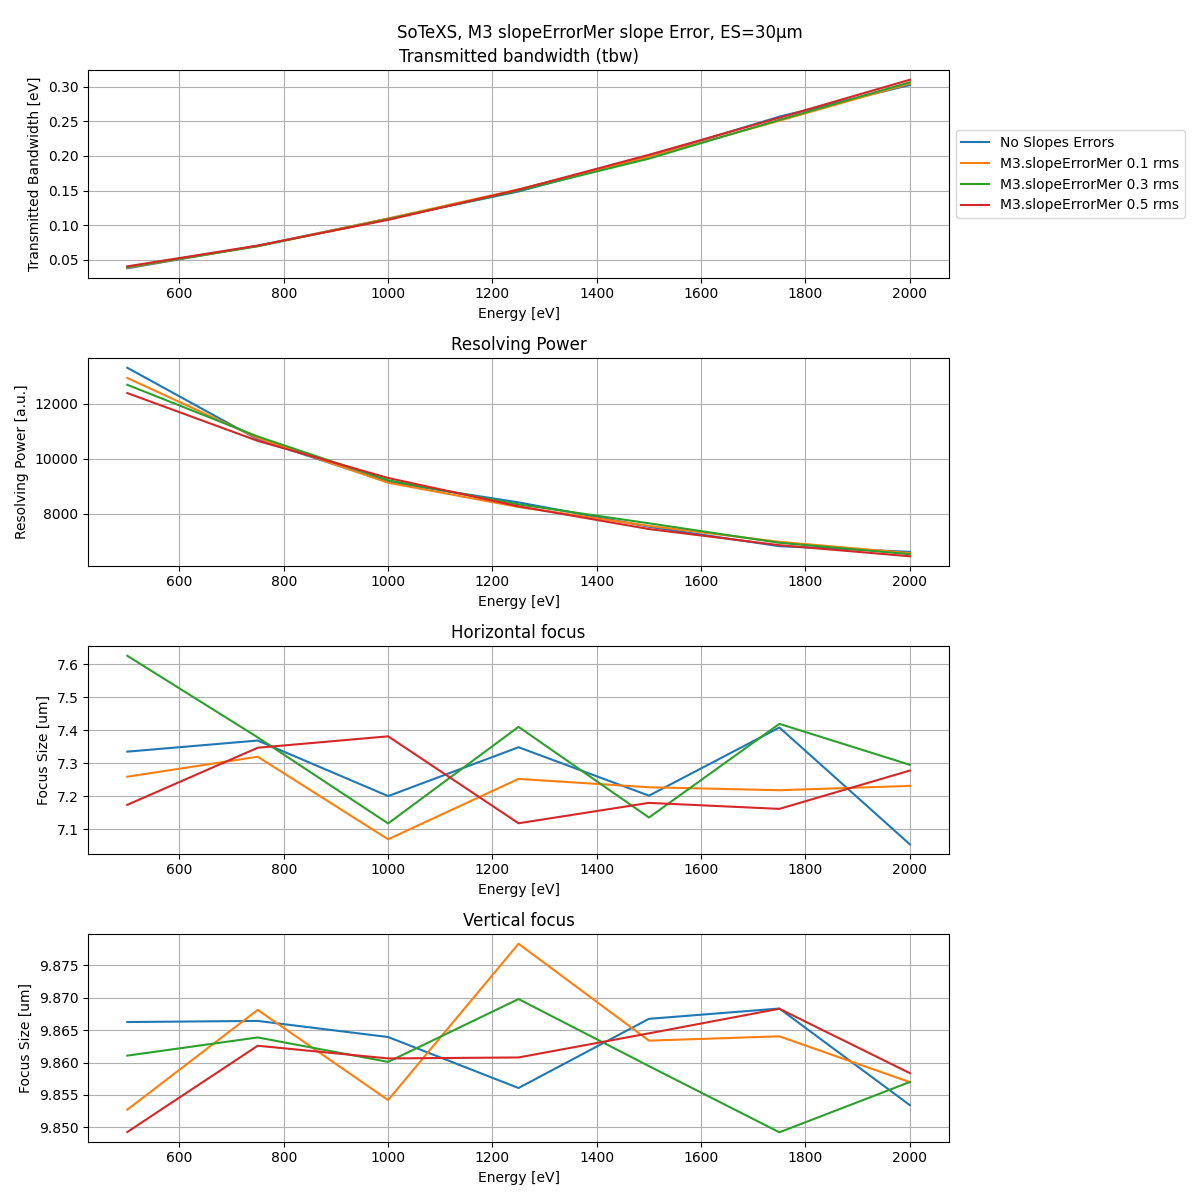 SoTeXS, M3 slopeErrorMer slope Error, ES=30μm
Transmitted bandwidth (tbw)
Transmitted Bandwidth [eV]
0.30
0.25
0.20
0.15
0.10
0.05
600 800 1000 1200 1400 1600 1800 2000
Energy [eV]
No Slopes Errors
M3.slopeErrorMer 0.1 rms
M3.slopeErrorMer 0.3 rms
M3.slopeErrorMer 0.5 rms
Resolving Power
Resolving Power [a.u.]
12000
10000
8000
600 800 1000 1200 1400 1600 1800 2000
Energy [eV]
Horizontal focus
Focus Size [um]
7.6
7.5
7.4
7.3
7.2
7.1
600 800 1000 1200 1400 1600 1800 2000
Energy [eV]
Vertical focus
Focus Size [um]
9.875
9.870
9.865
9.860
9.855
9.850
600 800 1000 1200 1400 1600 1800 2000
Energy [eV]